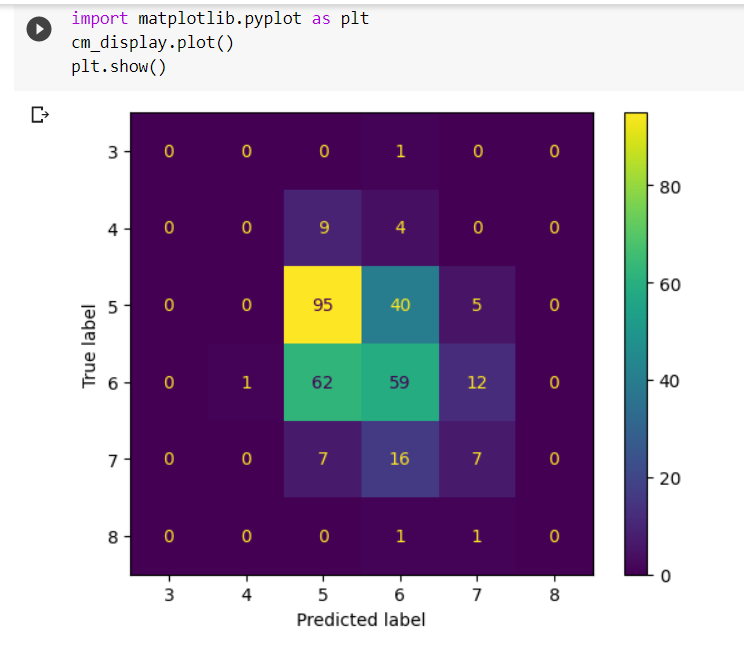 import matplotlib.pyplot as plt
cm_display.plot()
plt.show()
3 0 0 0 1 0 0
4 0 0 9 4 0 0
5 0 0 95 40 5 0
6 0 1 62 59 12 0
7 0 0 7 16 7 0
8 0 0 0 1 1 0
3 4 5 6 7 8
Predicted label
True label
80
60
40
20
0